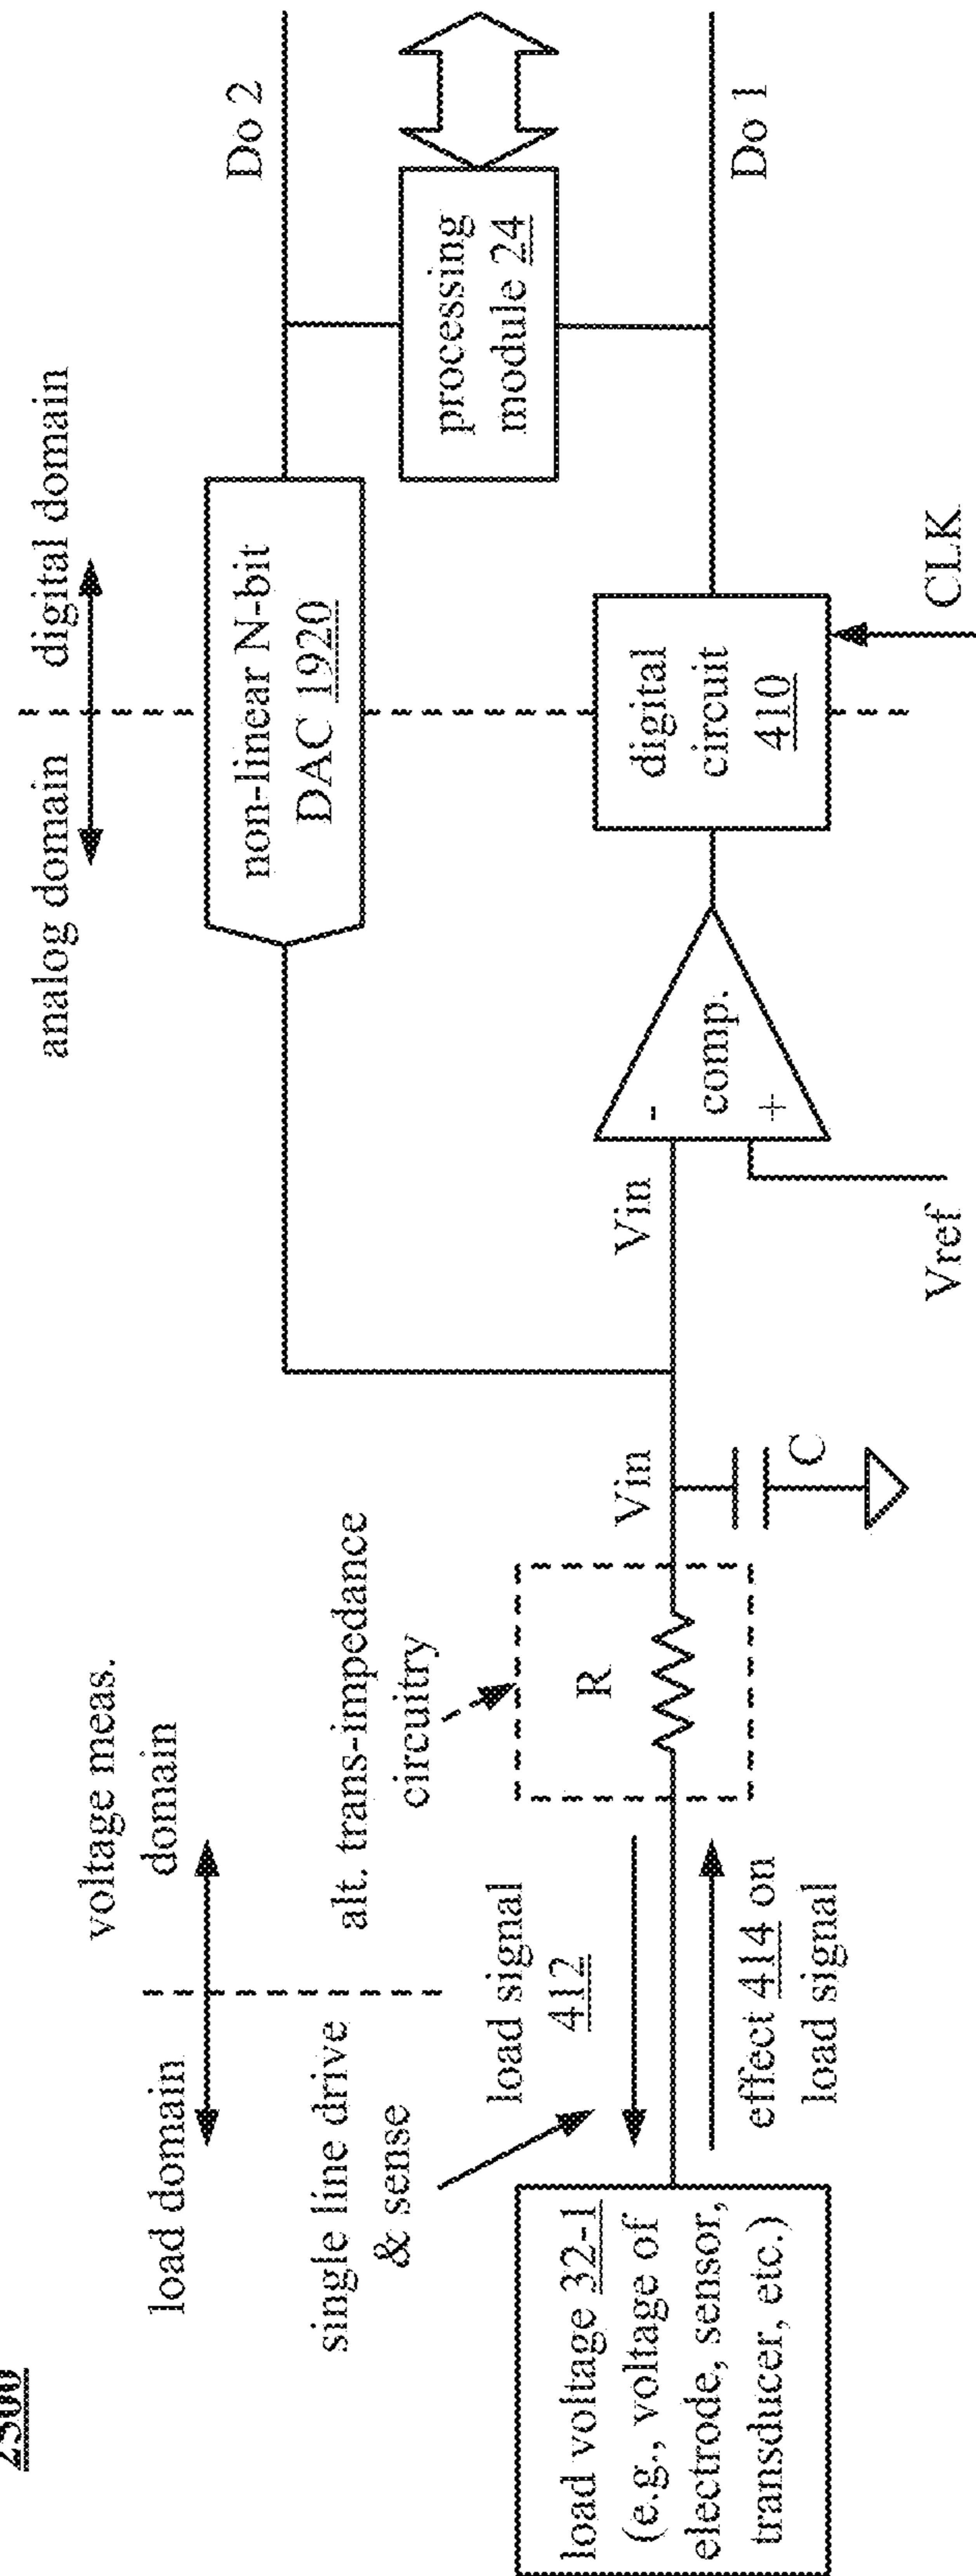 2300
load domain
voltage meas.
domain
analog domain
digital domain
single line drive
& sense
alt. trans-impedance
circuitry
non-linear N-bit
DAC 1920
Do 2
load signal
412
R
processing
module 24
load voltage 32-1
(e.g., voltage of
electrode, sensor,
transducer, etc.)
effect 414 on
load signal
Vin
C
Vin
-
comp.
+
Vref
digital
circuit
410
CLK
Do 1